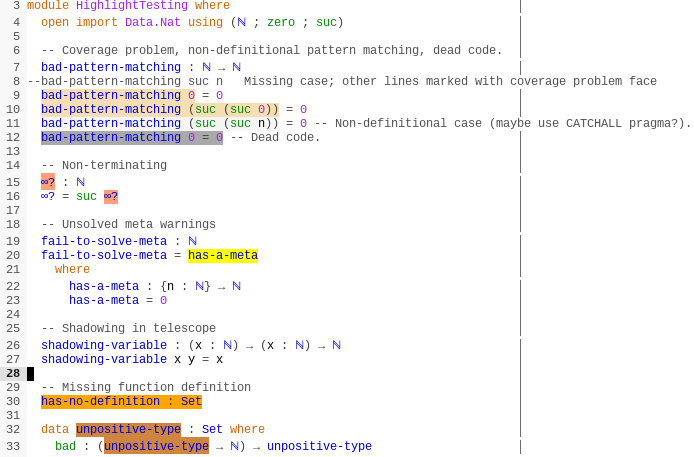 3 module HighlightTesting where
4   open import Data.Nat using (ℕ ; zero ; suc)
5
6   -- Coverage problem, non-definitional pattern matching, dead code.
7   bad-pattern-matching : ℕ → ℕ
8 --bad-pattern-matching suc n   Missing case; other lines marked with coverage problem face
9   bad-pattern-matching 0 = 0
10   bad-pattern-matching (suc (suc 0)) = 0
11   bad-pattern-matching (suc (suc n)) = 0 -- Non-definitional case (maybe use CATCHALL pragma?).
12   bad-pattern-matching 0 = 0 -- Dead code.
13
14   -- Non-terminating
15   ∞? : ℕ
16   ∞? = suc ∞?
17
18   -- Unsolved meta warnings
19   fail-to-solve-meta : ℕ
20   fail-to-solve-meta = has-a-meta
21     where
22       has-a-meta : {n : ℕ} → ℕ
23       has-a-meta = 0
24
25   -- Shadowing in telescope
26   shadowing-variable : (x : ℕ) → (x : ℕ) → ℕ
27   shadowing-variable x y = x
28
29   -- Missing function definition
30   has-no-definition : Set
31
32   data unpositive-type : Set where
33     bad : (unpositive-type → ℕ) → unpositive-type